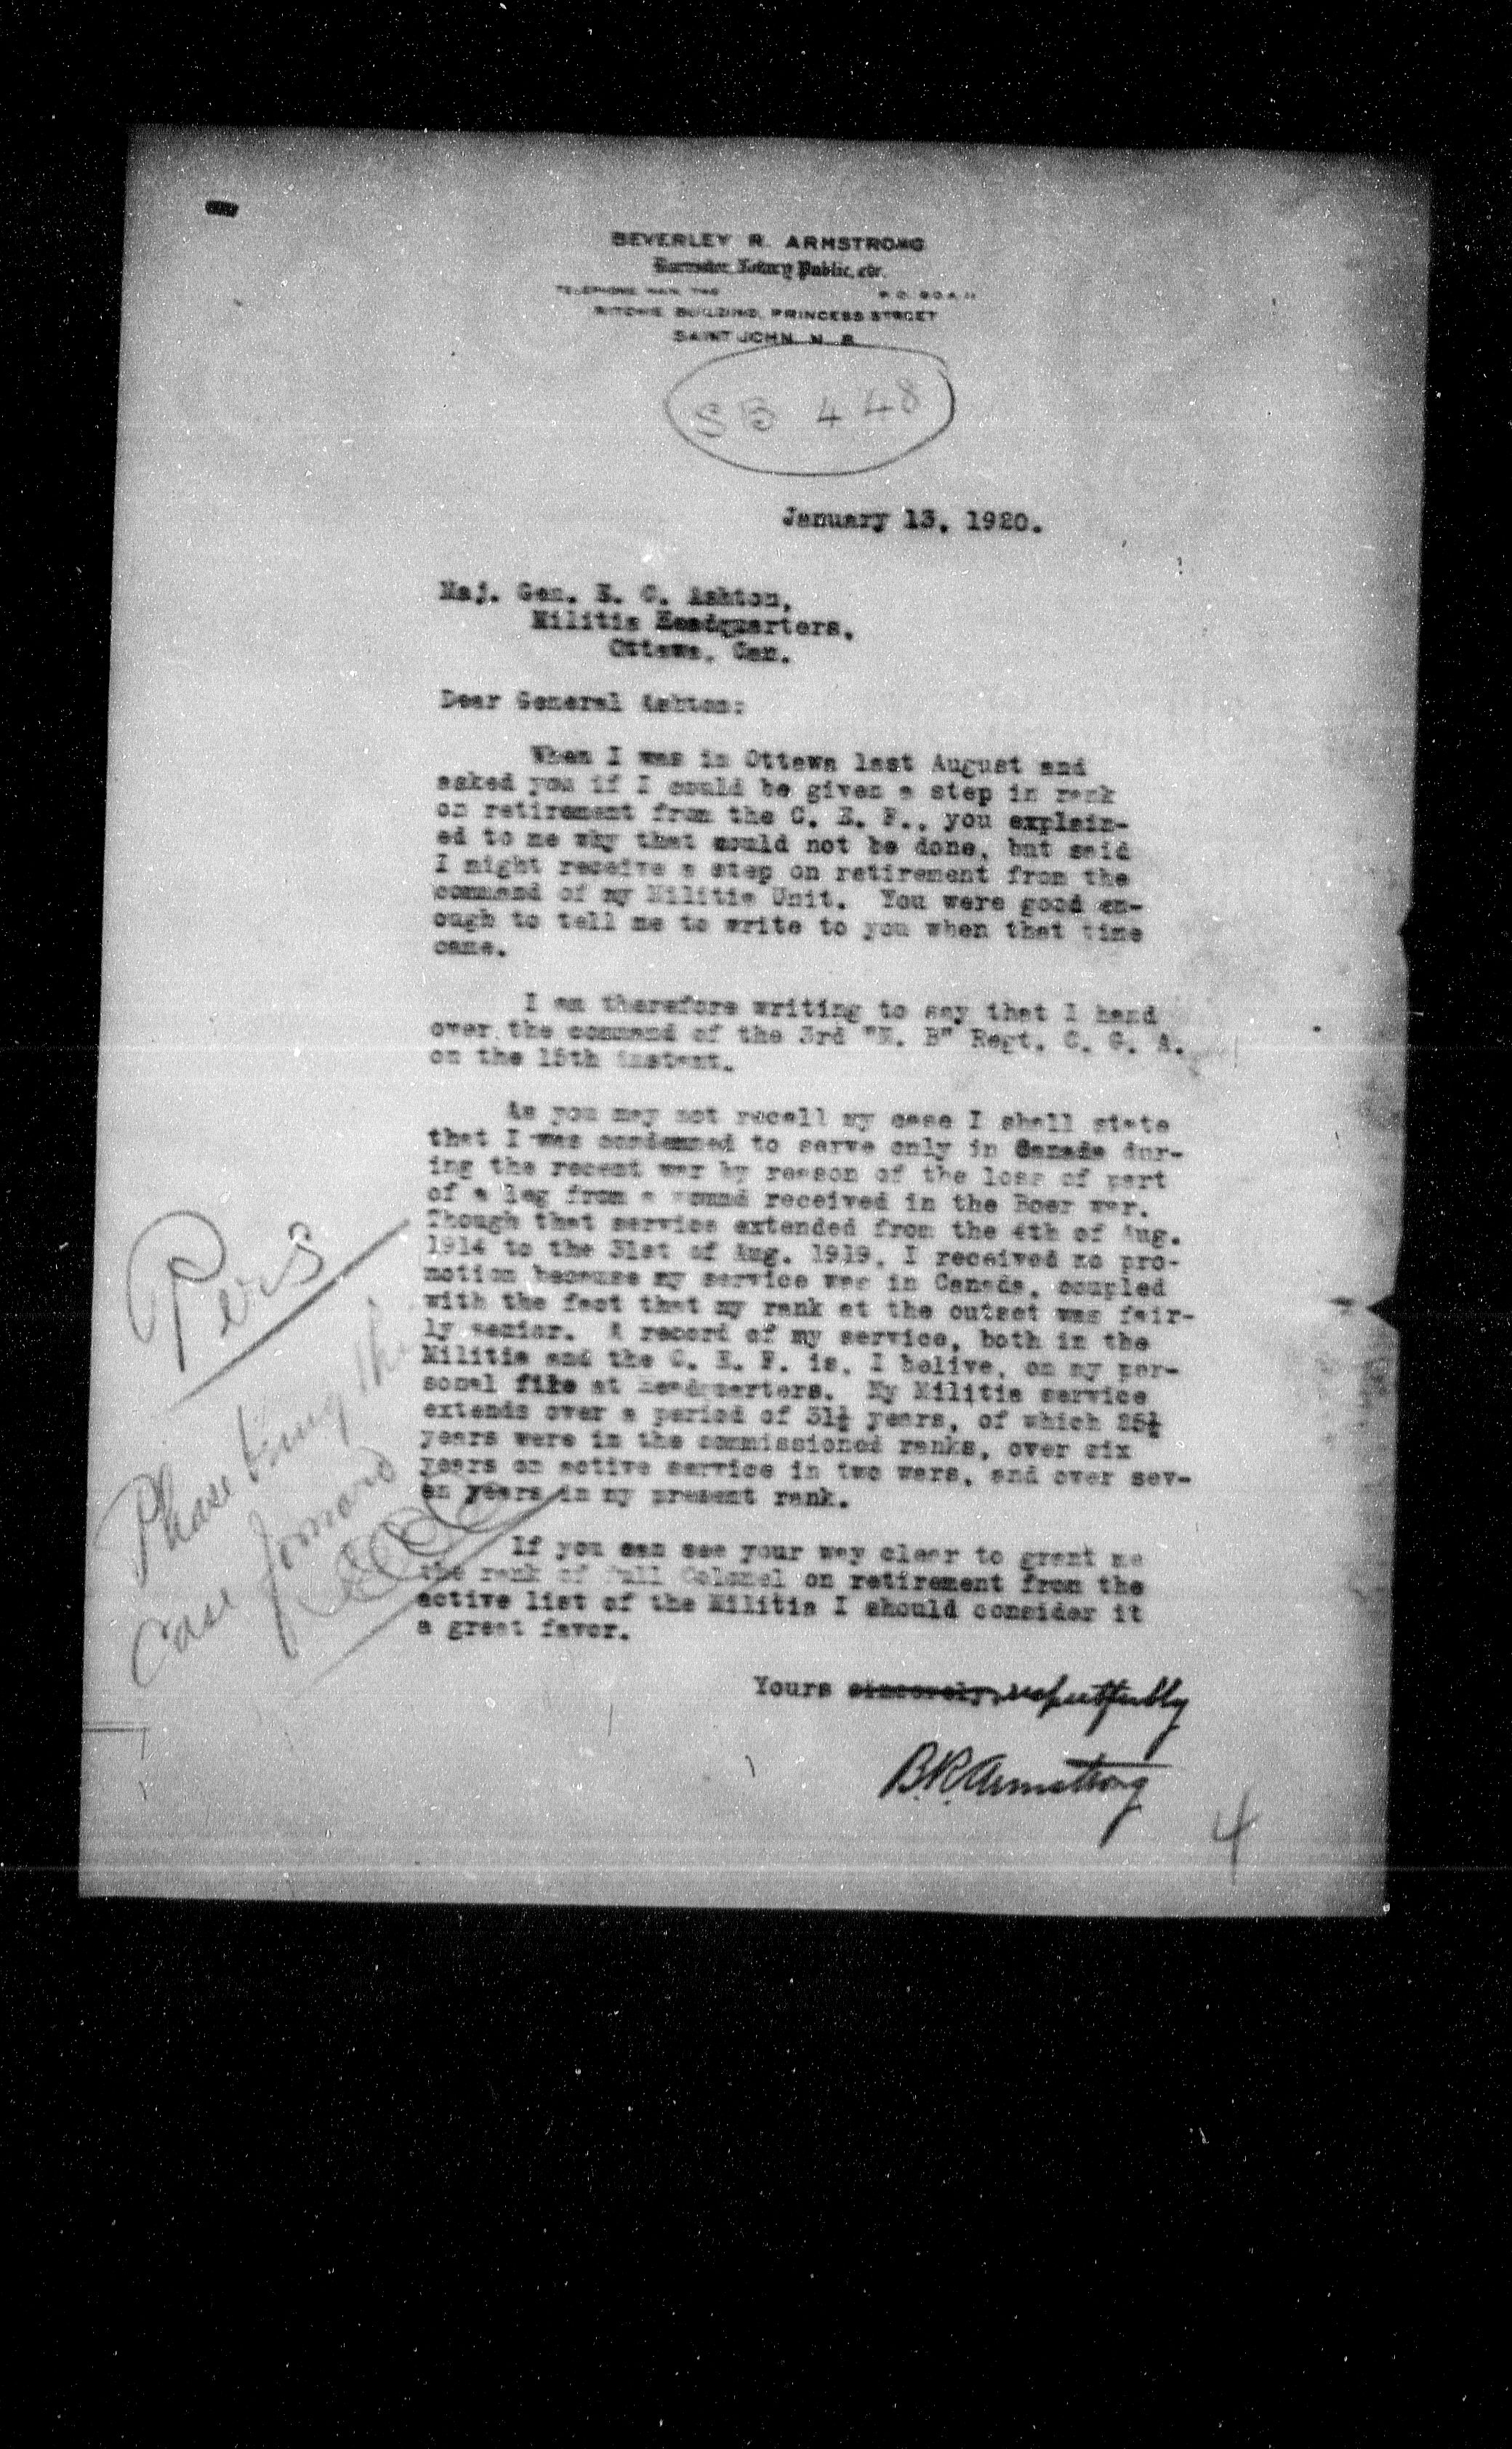 BEVERLEY R. ARMSTRONG
Barrister, Notary Public, etc.
TELEPHONE MAIN P. O. BOX
RITCHIE BUILDING, PRINCESS STREET
SAINT JOHN, N. B.
SB 448
January 13, 1920.
Maj. Gen. E. C. Ashton,
Militia Headquarters,
Ottawa, Can.
Dear General Ashton:
When I was in Ottawa last August and
asked you if I could be given a step in rank
on retirement from the C. E. F., you explain-
ed to me why that could not be done, but said
I might receive a step on retirement from the
command of my Militia Unit. You were good en-
ough to tell me to write to you when that time
came.
I am therefore writing to say that I hand
over the command of the 3rd "N. B" Regt. C. G. A.
on the 15th instant.
As you may not recall my case I shall state
that I was condemned to serve only in Canada dur-
ing the recent war by reason of the loss of part
of a leg from a wound received in the Boer war.
Though that service extended from the 4th of Aug.
1914 to the 31st of Aug. 1919, I received no pro-
motion because my service was in Canada, coupled
with the fact that my rank at the outset was fair-
ly senior. A record of my service, both in the
Militia and the C. E. F. is, I belive, on my per-
sonal file at Headquarters. My Militia service
extends over a period of 31½ years, of which 25½
years were in the commissioned ranks, over six
years on active service in two wars, and over sev-
en years in my present rank.
If you can see your way clear to grant me
the rank of full Colonel on retirement from the
active list of the Militia I should consider it
a great favor.
Yours sincerely, respectfully
B.R. Armstrong
4
Pers
Please bring this
case forward